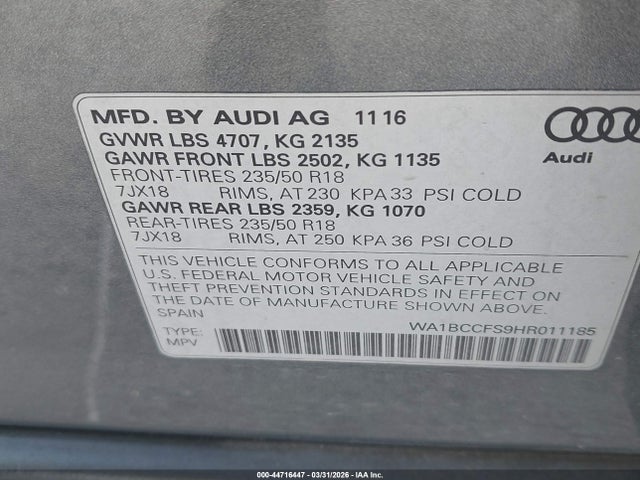 MFD. BY AUDI AG 11 16
GVWR LBS 4707, KG 2135
GAWR FRONT LBS 2502, KG 1135
FRONT-TIRES 235/50 R18
7JX18 RIMS, AT 230 KPA 33 PSI COLD
GAWR REAR LBS 2359, KG 1070
REAR-TIRES 235/50 R18
7JX18 RIMS, AT 250 KPA 36 PSI COLD
THIS VEHICLE CONFORMS TO ALL APPLICABLE
U.S. FEDERAL MOTOR VEHICLE SAFETY AND
THEFT PREVENTION STANDARDS IN EFFECT ON
THE DATE OF MANUFACTURE SHOWN ABOVE.
SPAIN
Audi
WA1BCCFS9HR011185
TYPE:
MPV
000-44716447 - 03/31/2026 - IAA Inc.